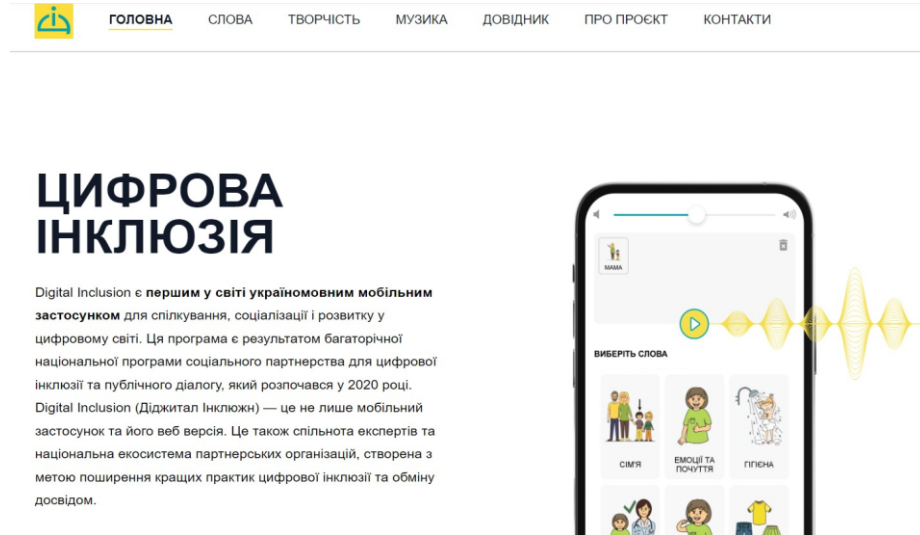 ГОЛОВНА СЛОВА ТВОРЧІСТЬ МУЗИКА ДОВІДНИК ПРО ПРОЄКТ КОНТАКТИ
ЦИФРОВА
ІНКЛЮЗІЯ
Digital Inclusion є першим у світі україномовним мобільним
застосунком для спілкування, соціалізації і розвитку у
цифровому світі. Ця програма є результатом багаторічної
національної програми соціального партнерства для цифрової
інклюзії та публічного діалогу, який розпочався у 2020 році.
Digital Inclusion (Діджитал Інклюжн) — це не лише мобільний
застосунок та його веб версія. Це також спільнота експертів та
національна екосистема партнерських організацій, створена з
метою поширення кращих практик цифрової інклюзії та обміну
досвідом.
МАМА
ВИБЕРІТЬ СЛОВА
СІМ'Я
ЕМОЦІЇ ТА
ПОЧУТТЯ
ГІГІЄНА